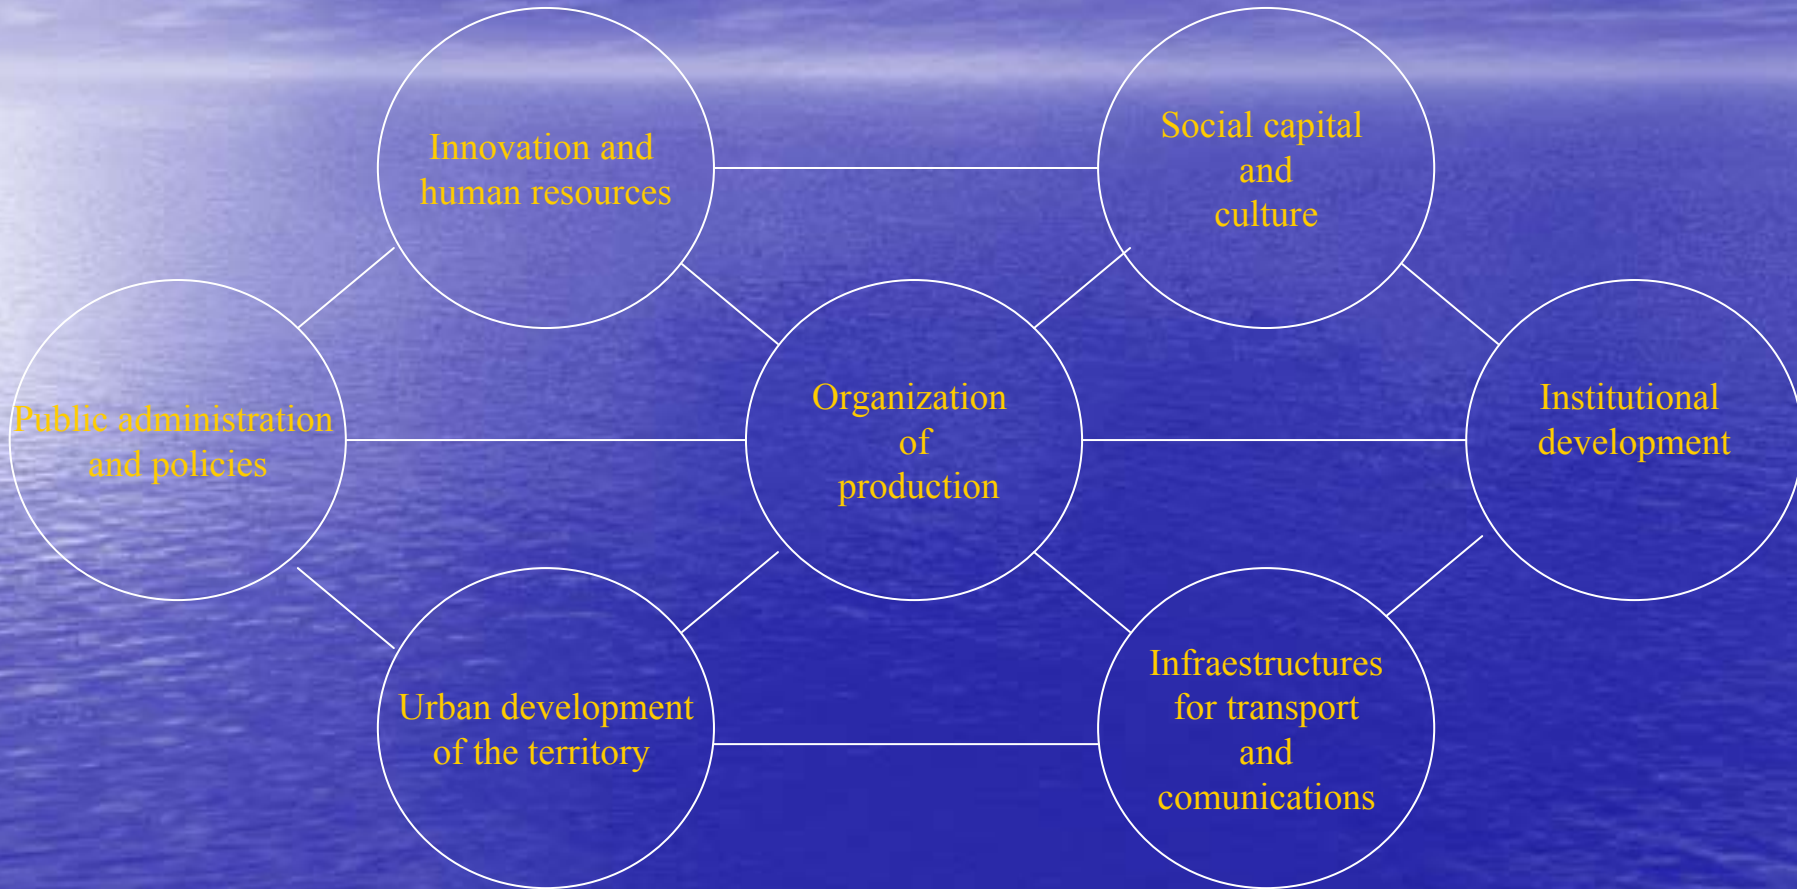 Innovation and
human resources
Social capital
and
culture
Public administration
and policies
Organization
of
production
Institutional
development
Urban development
of the territory
Infraestructures
for transport
and
comunications